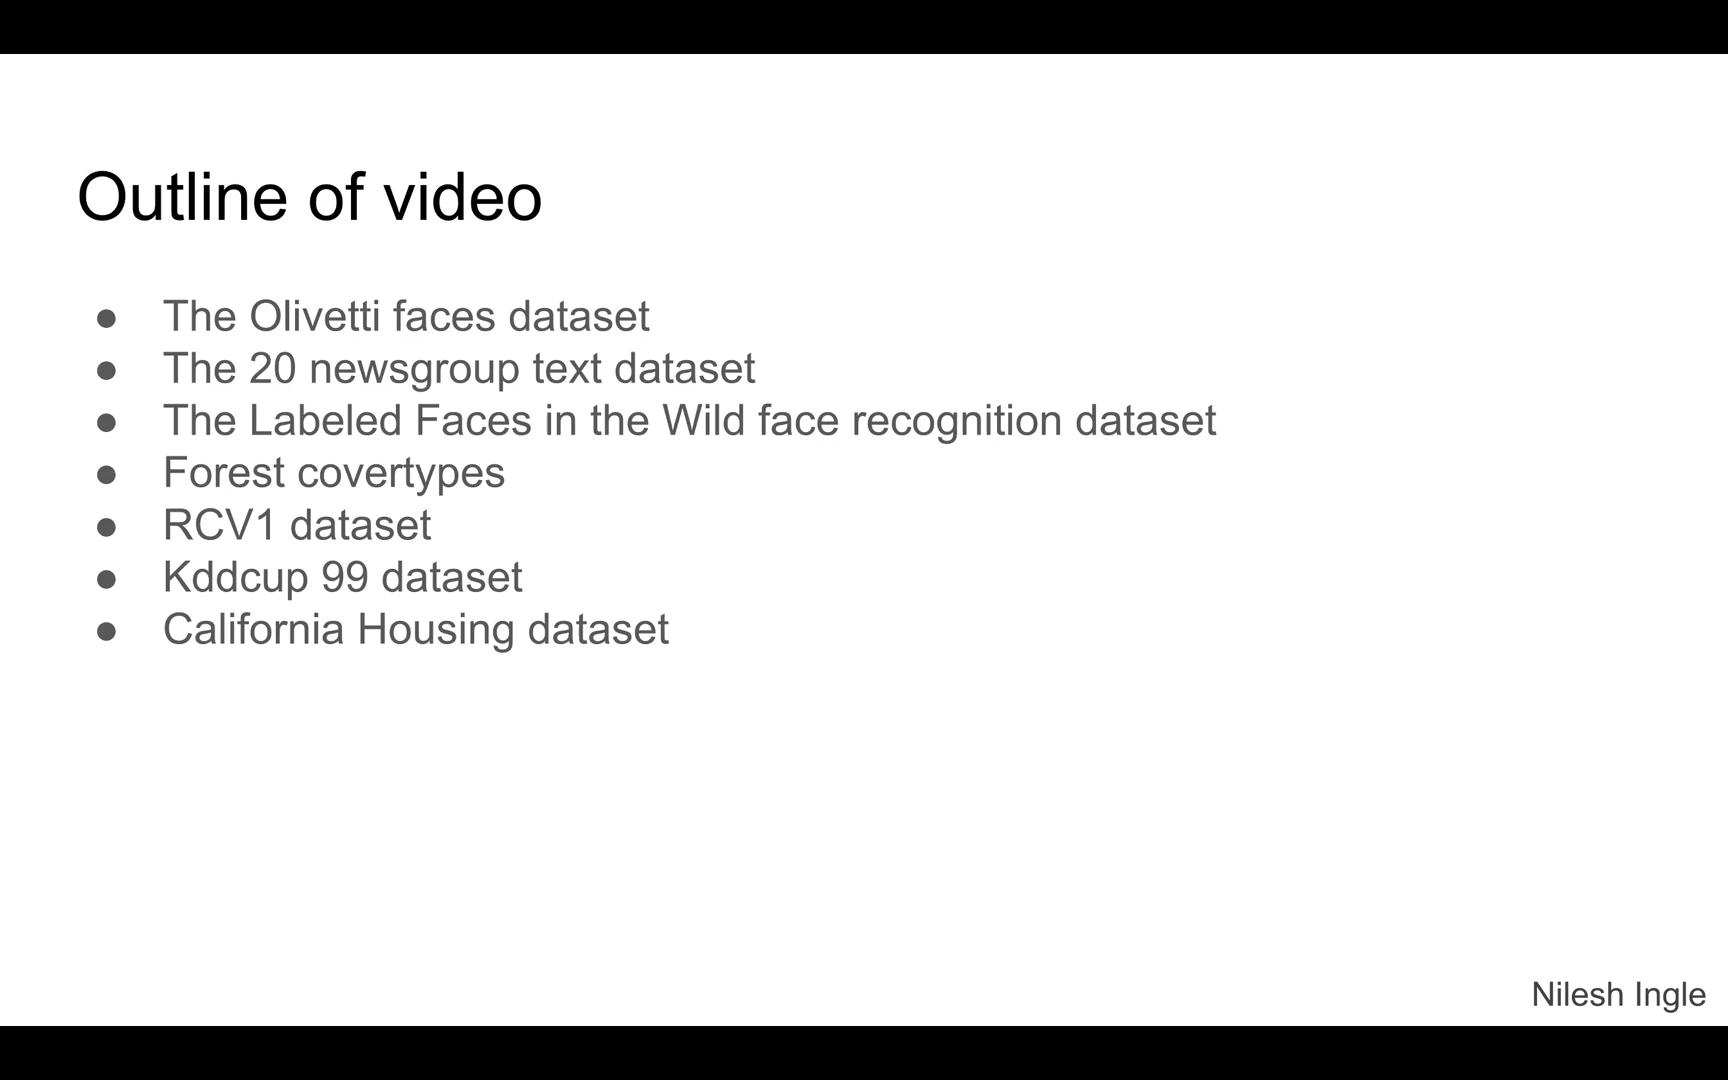 Outline of video
● The Olivetti faces dataset
● The 20 newsgroup text dataset
● The Labeled Faces in the Wild face recognition dataset
● Forest covertypes
● RCV1 dataset
● Kddcup 99 dataset
● California Housing dataset
Nilesh Ingle